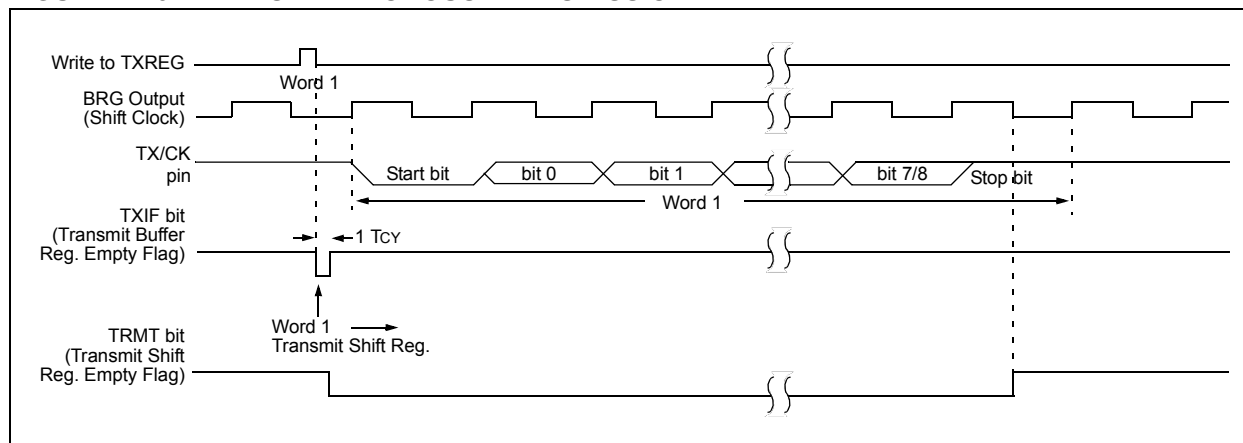 Write to TXREG
Word 1
BRG Output
(Shift Clock)
TX/CK
pin
Start bit
bit 0
bit 1
bit 7/8
Stop bit
Word 1
TXIF bit
(Transmit Buffer
Reg. Empty Flag)
1 TCY
Word 1
Transmit Shift Reg.
TRMT bit
(Transmit Shift
Reg. Empty Flag)